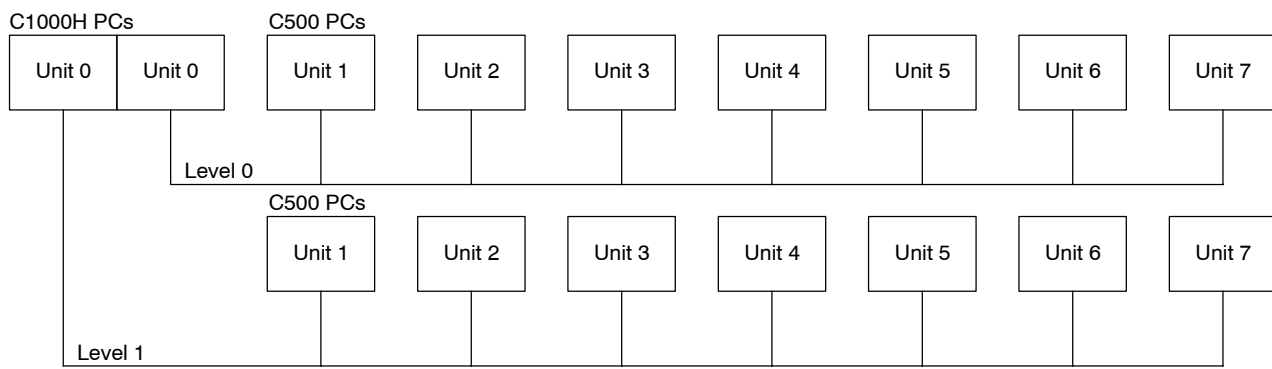 C1000H PCs C500 PCs
Unit 0 Unit 0 Unit 1 Unit 2 Unit 3 Unit 4 Unit 5 Unit 6 Unit 7
Level 0
C500 PCs
Unit 1 Unit 2 Unit 3 Unit 4 Unit 5 Unit 6 Unit 7
Level 1